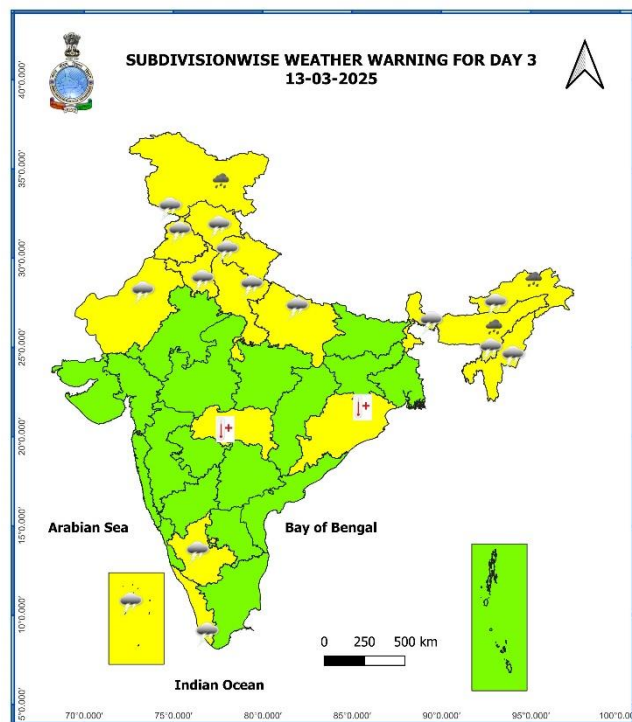 SUBDIVISIONWISE WEATHER WARNING FOR DAY 3
13-03-2025
40°0.000'
35°0.000'
30°0.000'
25°0.000'
20°0.000'
15°0.000'
10°0.000'
5°0.000'
Arabian Sea
Bay of Bengal
0 250 500 km
Indian Ocean
70°0.000' 75°0.000' 80°0.000' 85°0.000' 90°0.000' 95°0.000' 100°0.0